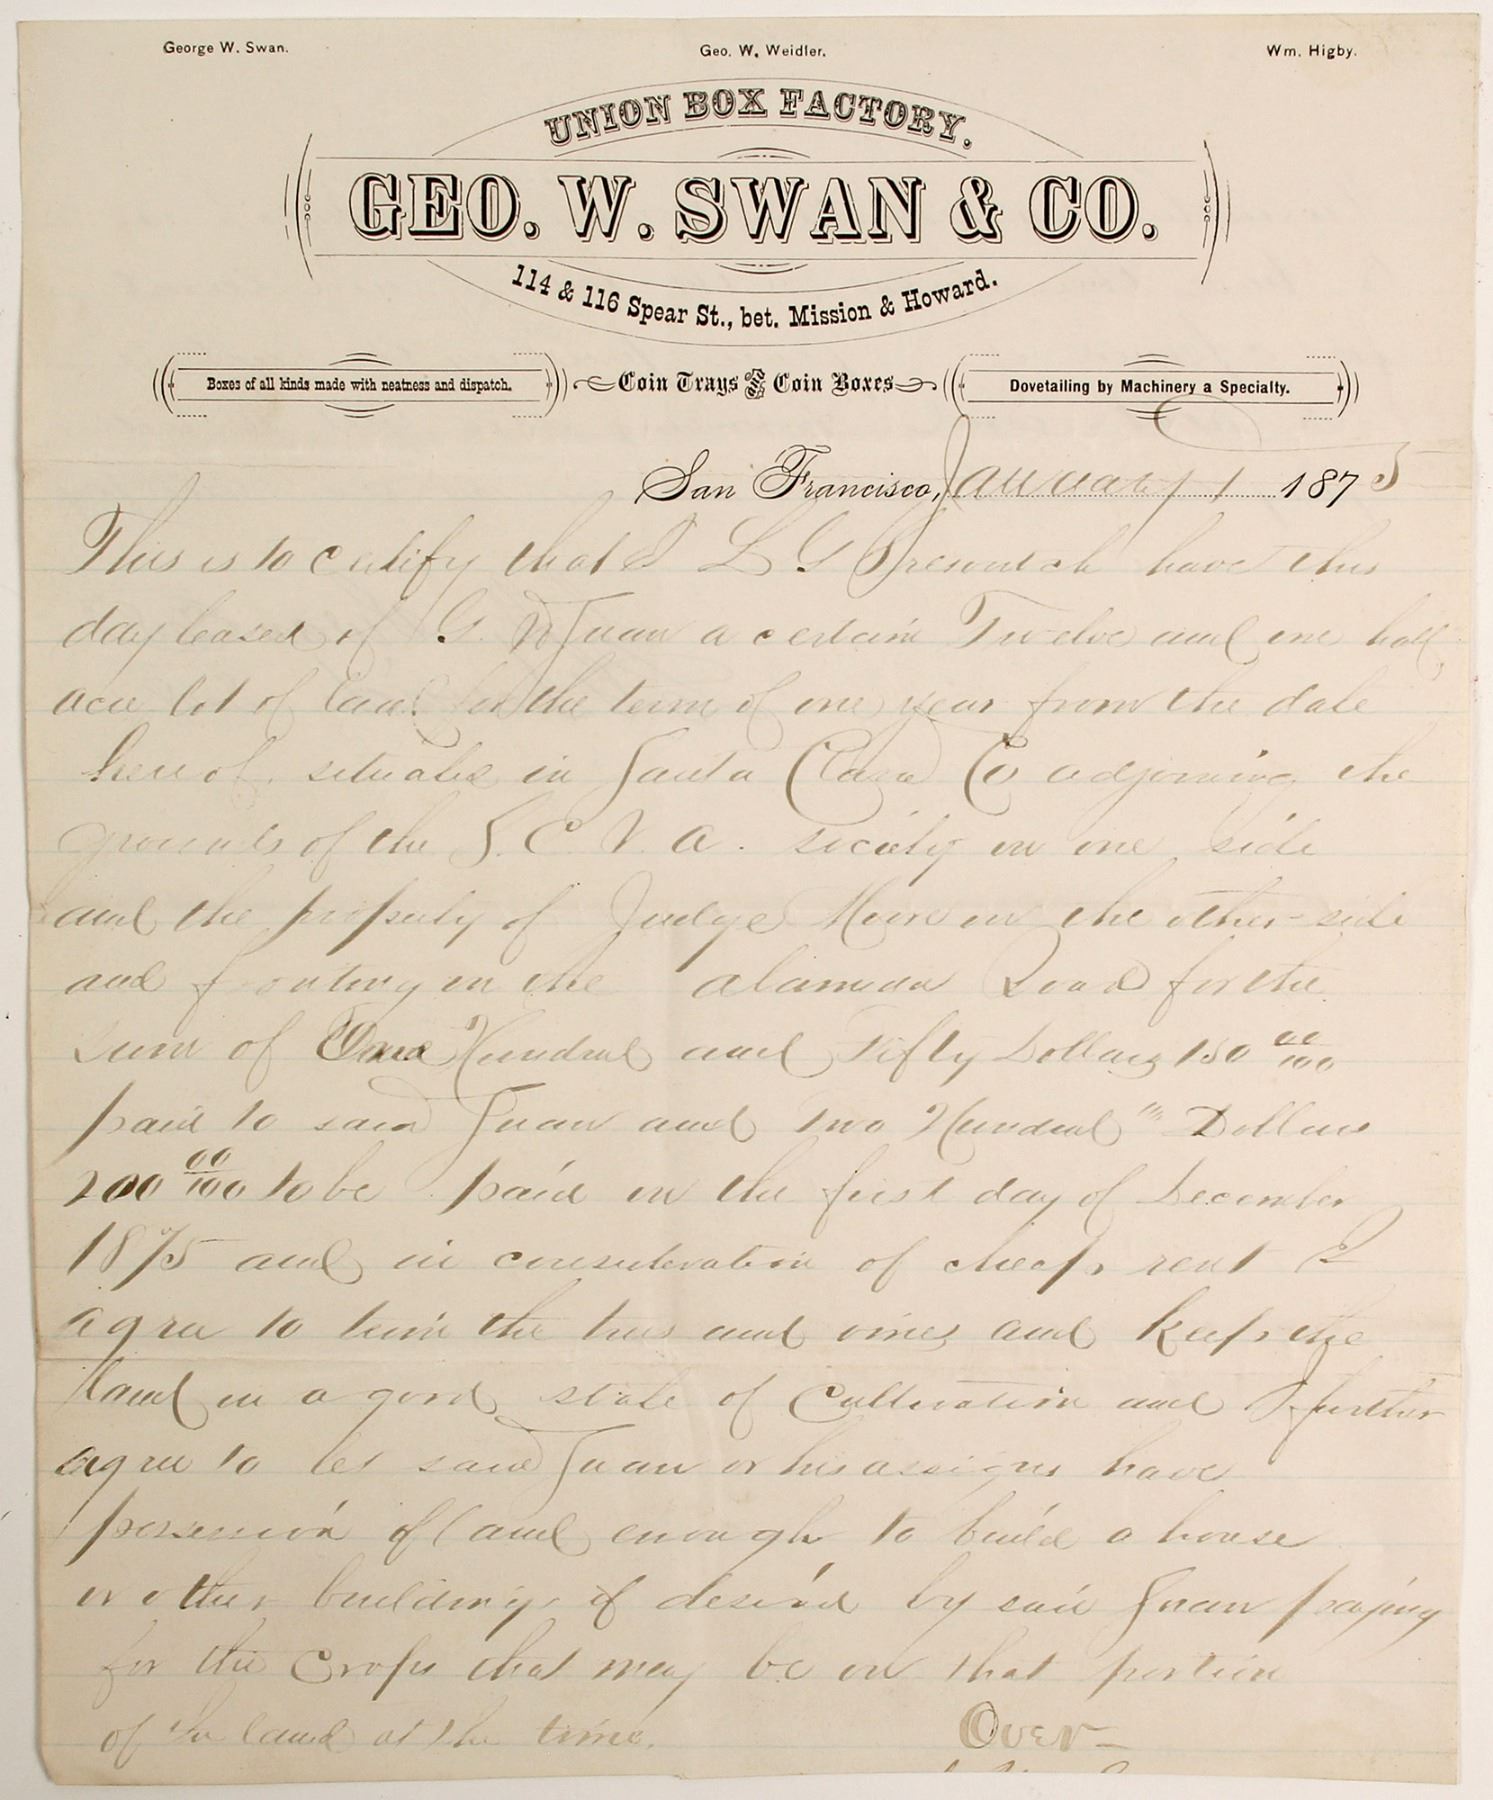 George W. Swan.
Geo. W. Weidler.
Wm. Higby.
UNION BOX FACTORY.
GEO. W. SWAN & CO.
114 & 116 Spear St., bet. Mission & Howard.
Boxes of all kinds made with neatness and dispatch.
Coin Trays and Coin Boxes
Dovetailing by Machinery a Specialty.
San Francisco, January 1 1875
This is to certify that I L G have this
day leased of G. W Swan a certain Twelve and one half
acre lot of land for the term of one year from the date
hereof situate in Santa Clara Co adjoining the
grounds of the S. C V. A. society on one side
and the property of Judge on the other side
and fronting on the alameda Road for the
sum of One Hundred and Fifty Dollars 150 00/100
paid to said Swan and Two Hundred " Dollars
200 00/100 to be paid on the first day of December
1875 and in consideration of cheap rent I
agree to trim the trees and vines and keep the
land in a good state of Cultivation and I further
agree to let said Swan or his assigns have
possession of land enough to build a house
or other buildings if desired by said Swan paying
for the crops that may be on that portion
of the land at the time.
Over